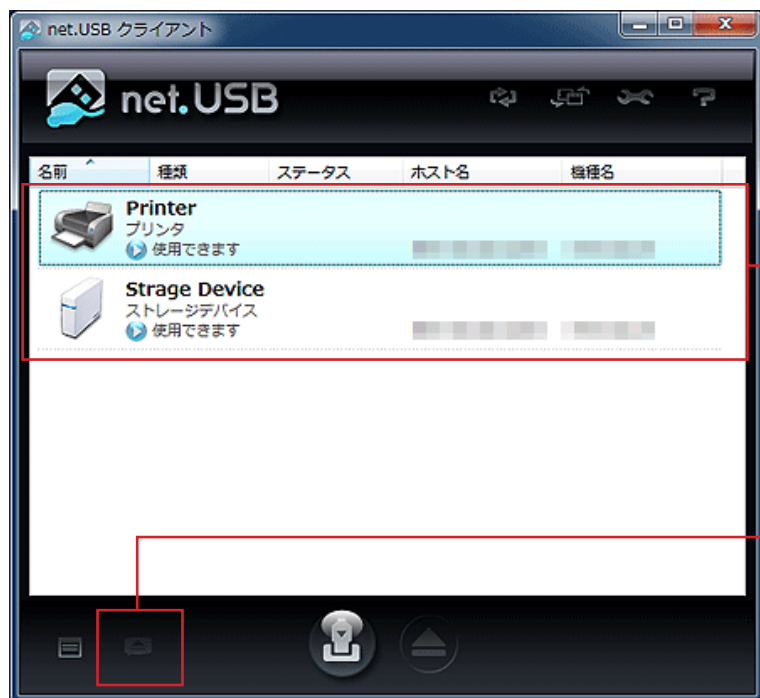 net.USB クライアント
net.USB
名前 種類 ステータス ホスト名 機種名
Printer
プリンタ
使用できます
Strage Device
ストレージデバイス
使用できます